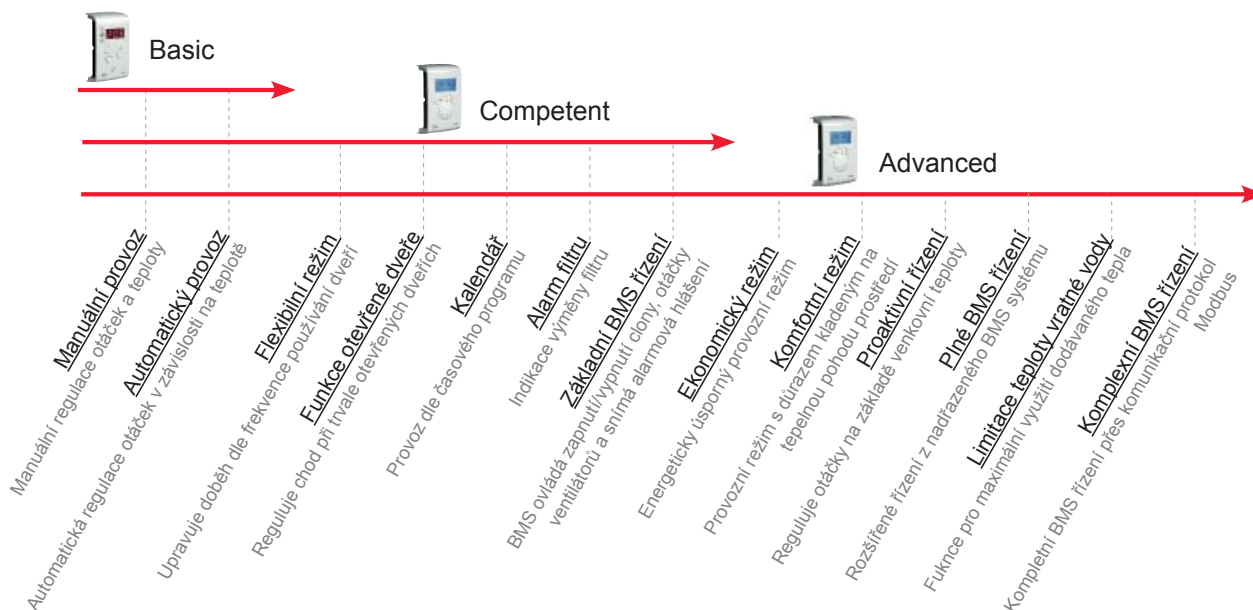 Basic
Competent
Advanced
Manuální provoz
Manuální regulace otáček a teploty
Automatický provoz
Automatická regulace otáček v závislosti na teplotě
Flexibilní režim
Upravuje doběh dle frekvence používání dveří
Funkce otevřené dveře
Reguluje chod při trvale otevřených dveřích
Kalendář
Provoz dle časového programu
Alarm filtru
Indikace výměny filtru
Základní BMS řízení
BMS ovládá zapnutí/vypnutí clony, otáčky
ventilátorů a snímá alarmová hlášení
Ekonomický režim
Energeticky úsporný provozní režim
Komfortní režim
Provozní režim s důrazem kladeným na
tepelnou pohodu prostředí
Proaktivní řízení
Reguluje otáčky na základě venkovní teploty
Plné BMS řízení
Rozšířené řízení z nadřazeného BMS systému
Limitace teploty vratné vody
Fuknce pro maximální využití dodávaného tepla
Komplexní BMS řízení
Kompletní BMS řízení přes komunikační protokol
Modbus